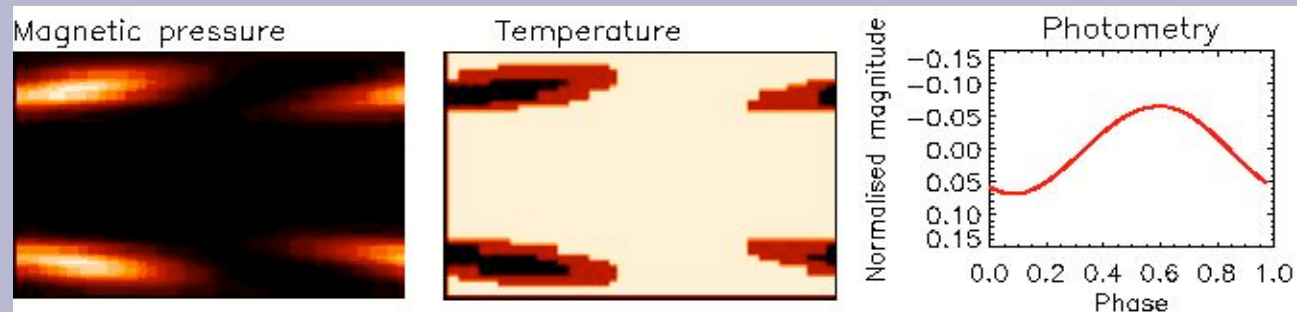 Magnetic pressure
Temperature
Photometry
Normalised magnitude
-0.15
-0.10
-0.05
0.00
0.05
0.10
0.15
0.0 0.2 0.4 0.6 0.8 1.0
Phase